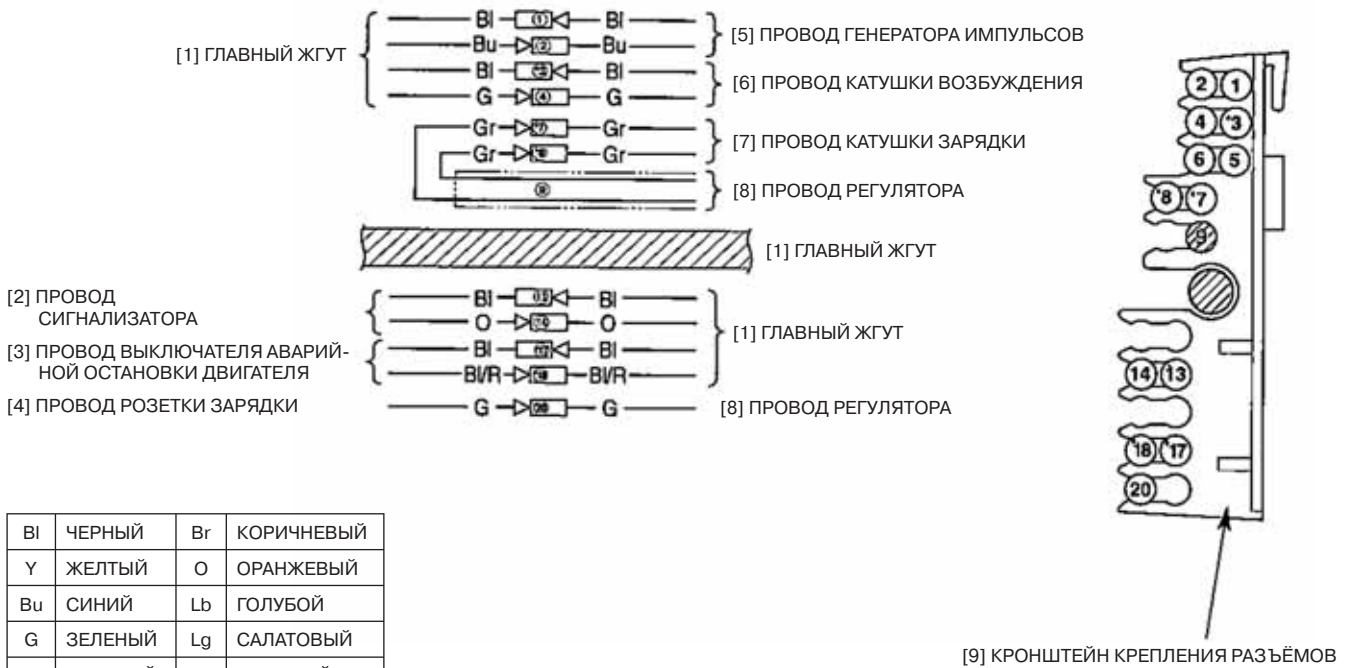 [1] ГЛАВНЫЙ ЖГУТ
Bl 1 Bl
Bu 2 Bu
Bl Bl
G 4 G
[5] ПРОВОД ГЕНЕРАТОРА ИМПУЛЬСОВ
[6] ПРОВОД КАТУШКИ ВОЗБУЖДЕНИЯ
Gr Gr
Gr Gr
[7] ПРОВОД КАТУШКИ ЗАРЯДКИ
[8] ПРОВОД РЕГУЛЯТОРА
[1] ГЛАВНЫЙ ЖГУТ
[2] ПРОВОД
СИГНАЛИЗАТОРА
[3] ПРОВОД ВЫКЛЮЧАТЕЛЯ АВАРИЙ-
НОЙ ОСТАНОВКИ ДВИГАТЕЛЯ
[4] ПРОВОД РОЗЕТКИ ЗАРЯДКИ
Bl Bl
O O
Bl Bl
Bl/R Bl/R
G 20 G
[1] ГЛАВНЫЙ ЖГУТ
[8] ПРОВОД РЕГУЛЯТОРА
2 1
4 *3
6 5
*8 *7
9
14 13
*18 *17
20
[9] КРОНШТЕЙН КРЕПЛЕНИЯ РАЗЪЁМОВ
Bl ЧЕРНЫЙ Br КОРИЧНЕВЫЙ
Y ЖЕЛТЫЙ O ОРАНЖЕВЫЙ
Bu СИНИЙ Lb ГОЛУБОЙ
G ЗЕЛЕНЫЙ Lg САЛАТОВЫЙ